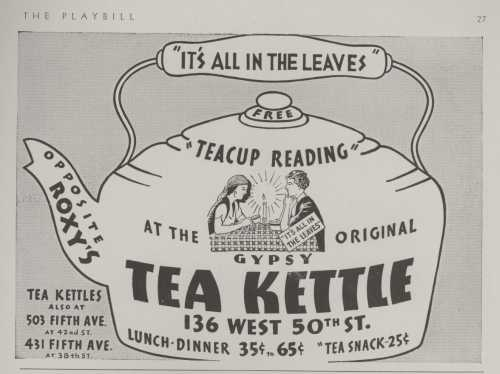 THE PLAYBILL
27
"IT'S ALL IN THE LEAVES"
FREE
"TEACUP READING"
OPPOSITE
ROXY'S
AT THE
ORIGINAL
"IT'S ALL IN
THE LEAVES"
GYPSY
TEA KETTLE
136 WEST 50TH ST.
LUNCH-DINNER 35¢ TO 65¢ "TEA SNACK-25¢
TEA KETTLES
ALSO AT
503 FIFTH AVE.
AT 42nd ST.
431 FIFTH AVE.
AT 38th ST.